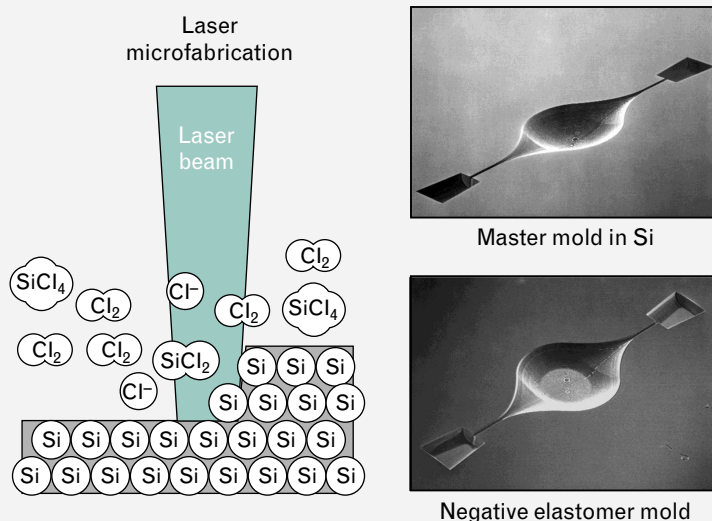 Laser
microfabrication
Laser
beam
SiCl4
Cl2
Cl2
Cl2
Cl–
SiCl2
Cl–
Cl2
Cl2
SiCl4
Si Si Si
Si Si Si Si
Si Si Si Si Si Si Si Si
Si Si Si Si Si Si Si Si Si
Master mold in Si
Negative elastomer mold